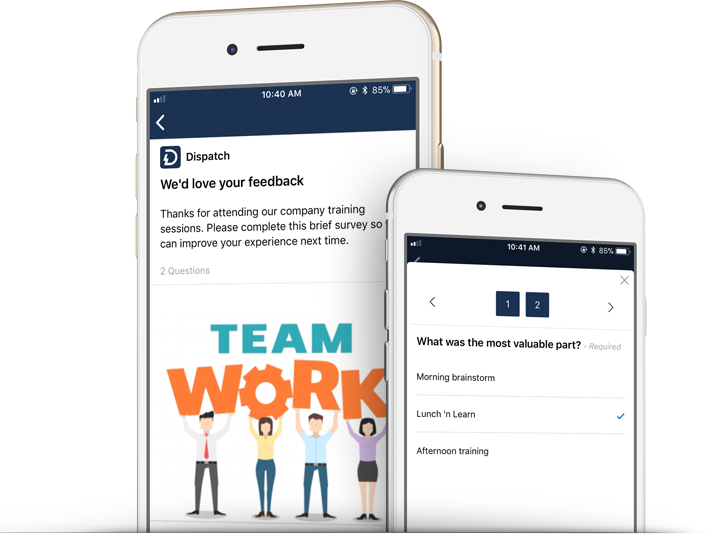 10:40 AM
85%
Dispatch
We'd love your feedback
Thanks for attending our company training
sessions. Please complete this brief survey so
can improve your experience next time.
2 Questions
TEAM
WORK
10:41 AM
85%
1
2
What was the most valuable part? - Required
Morning brainstorm
Lunch 'n Learn
Afternoon training